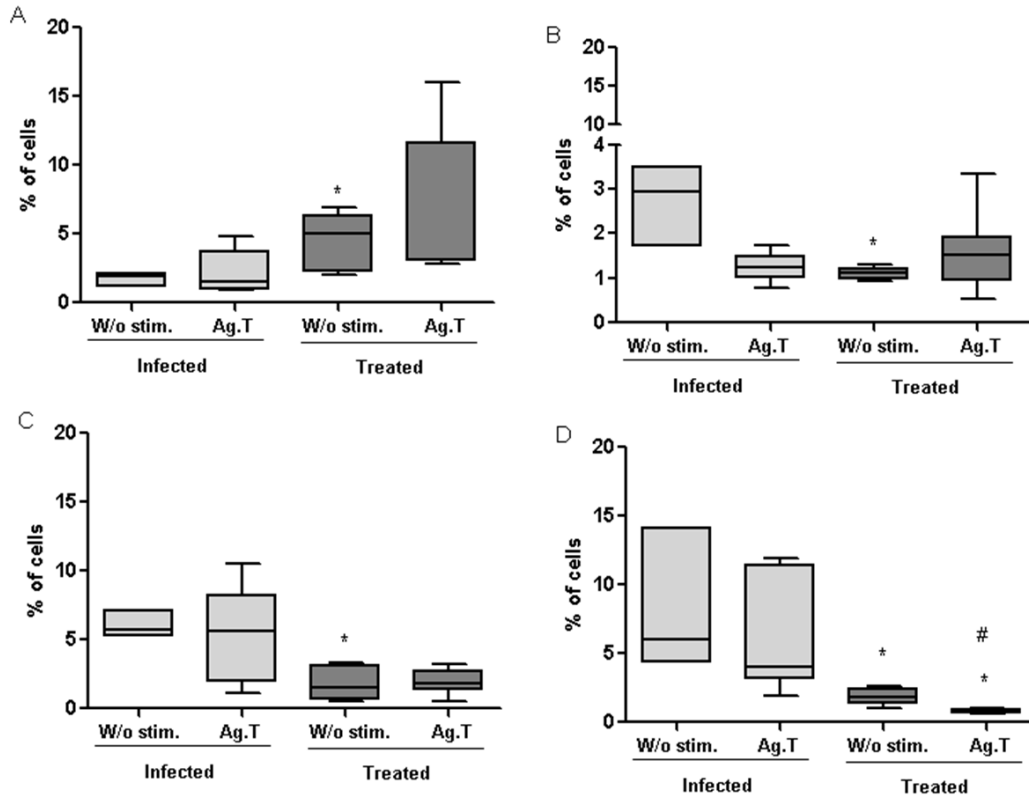 A
20
15
10
5
0
% of cells
*
W/o stim. Ag.T W/o stim. Ag.T
Infected Treated
B
20
15
10
4
3
2
1
0
% of cells
*
W/o stim. Ag.T W/o stim. Ag.T
Infected Treated
C
20
15
10
5
0
% of cells
*
W/o stim. Ag.T W/o stim. Ag.T
Infected Treated
D
20
15
10
5
0
% of cells
#
* *
W/o stim. Ag.T W/o stim. Ag.T
Infected Treated